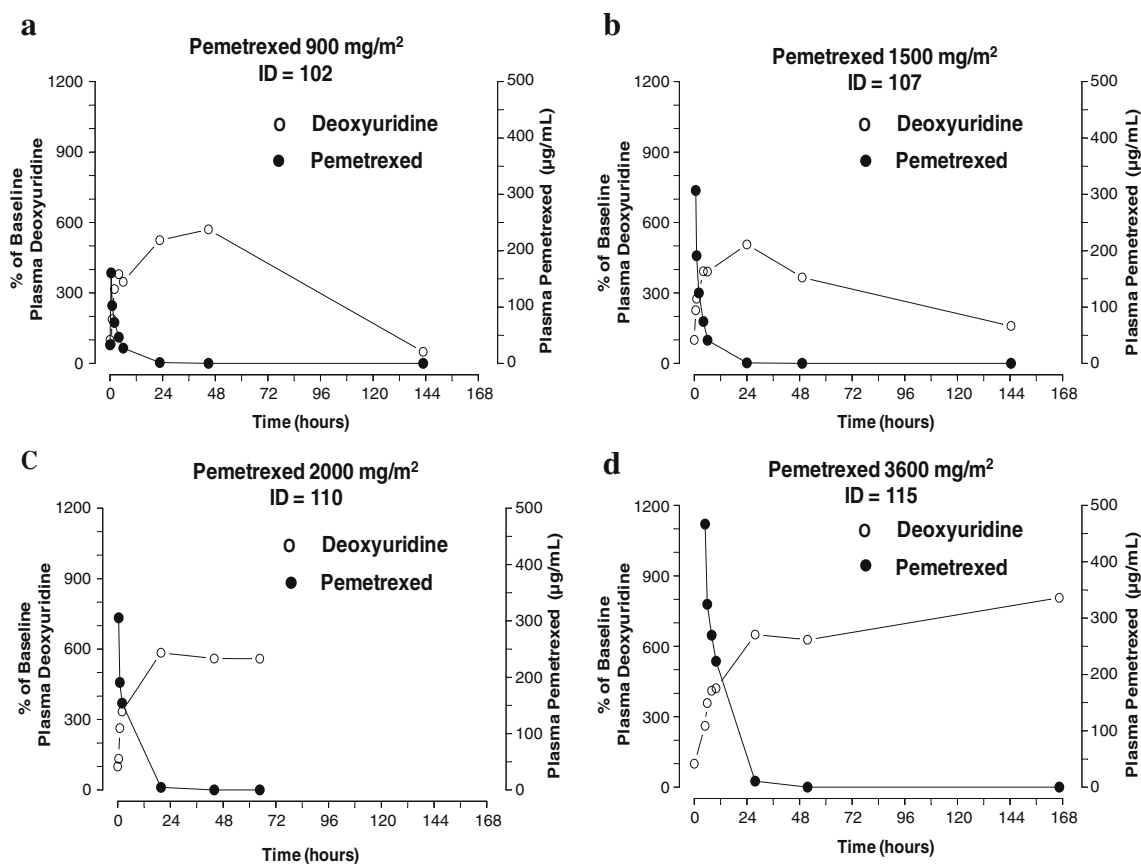 a
Pemetrexed 900 mg/m²
ID = 102
1200
900
600
300
0
% of Baseline
Plasma Deoxyuridine
Deoxyuridine
Pemetrexed
500
400
300
200
100
0
Plasma Pemetrexed (µg/mL)
0 24 48 72 96 120 144 168
Time (hours)
b
Pemetrexed 1500 mg/m²
ID = 107
1200
900
600
300
0
% of Baseline
Plasma Deoxyuridine
Deoxyuridine
Pemetrexed
500
400
300
200
100
0
Plasma Pemetrexed (µg/mL)
0 24 48 72 96 120 144 168
Time (hours)
C
Pemetrexed 2000 mg/m²
ID = 110
1200
900
600
300
0
% of Baseline
Plasma Deoxyuridine
Deoxyuridine
Pemetrexed
500
400
300
200
100
0
Plasma Pemetrexed (µg/mL)
0 24 48 72 96 120 144 168
Time (hours)
d
Pemetrexed 3600 mg/m²
ID = 115
1200
900
600
300
0
% of Baseline
Plasma Deoxyuridine
Deoxyuridine
Pemetrexed
500
400
300
200
100
0
Plasma Pemetrexed (µg/mL)
0 24 48 72 96 120 144 168
Time (hours)